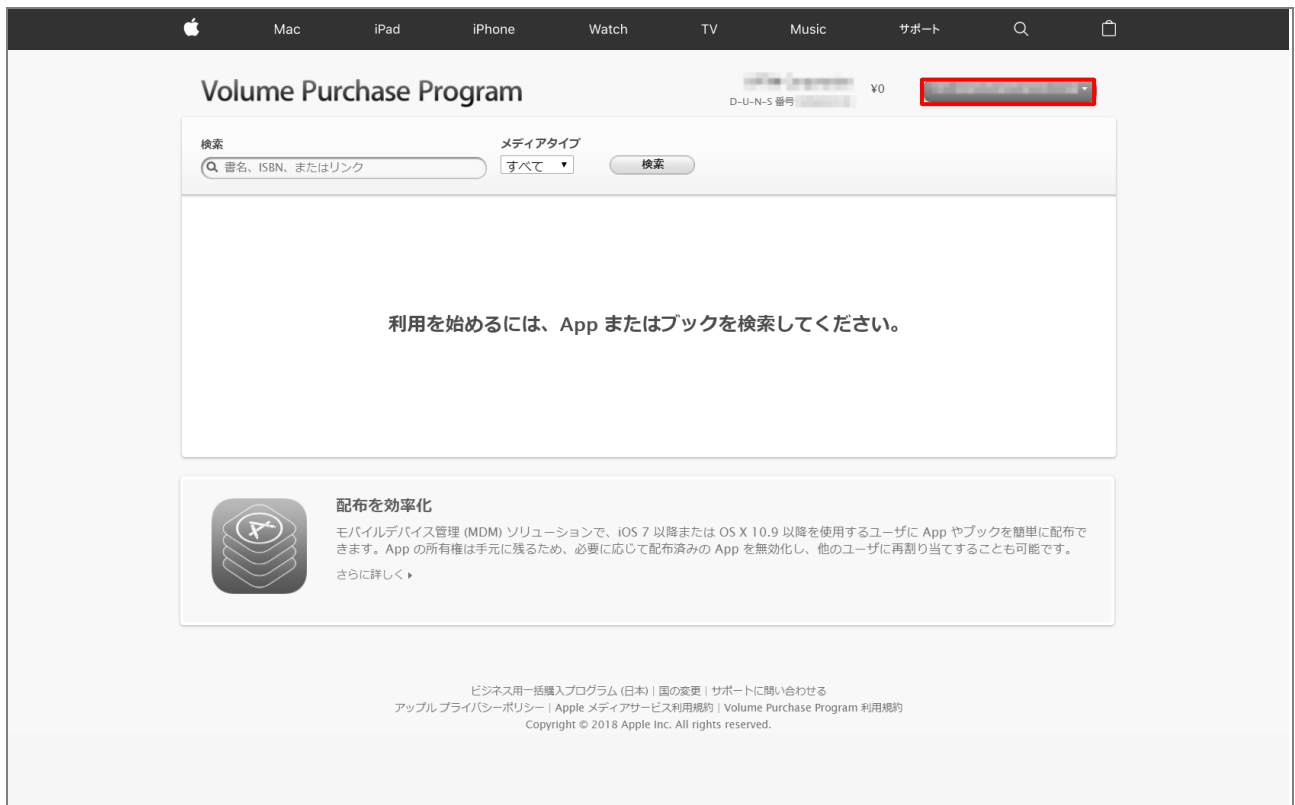 Mac iPad iPhone Watch TV Music サポート
Volume Purchase Program
D-U-N-S 番号
¥0
検索 メディアタイプ
書名、ISBN、またはリンク すべて 検索
利用を始めるには、App またはブックを検索してください。
配布を効率化
モバイルデバイス管理 (MDM) ソリューションで、iOS 7 以降または OS X 10.9 以降を使用するユーザに App やブックを簡単に配布で
きます。App の所有権は手元に残るため、必要に応じて配布済みの App を無効化し、他のユーザに再割り当てすることも可能です。
さらに詳しく
ビジネス用一括購入プログラム (日本) | 国の変更 | サポートに問い合わせる
アップル プライバシーポリシー | Apple メディアサービス利用規約 | Volume Purchase Program 利用規約
Copyright © 2018 Apple Inc. All rights reserved.